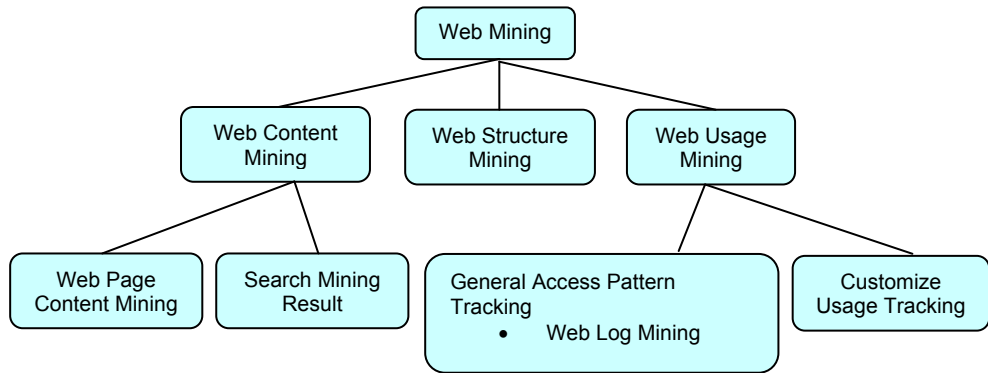 Web Mining
Web Content
Mining
Web Structure
Mining
Web Usage
Mining
Web Page
Content Mining
Search Mining
Result
General Access Pattern
Tracking
• Web Log Mining
Customize
Usage Tracking